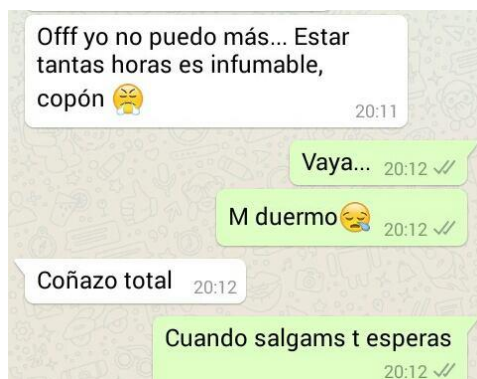 Offf yo no puedo más... Estar
tantas horas es infumable,
copón 😤
20:11
Vaya... 20:12
M duermo😪 20:12
Coñazo total 20:12
Cuando salgams t esperas
20:12